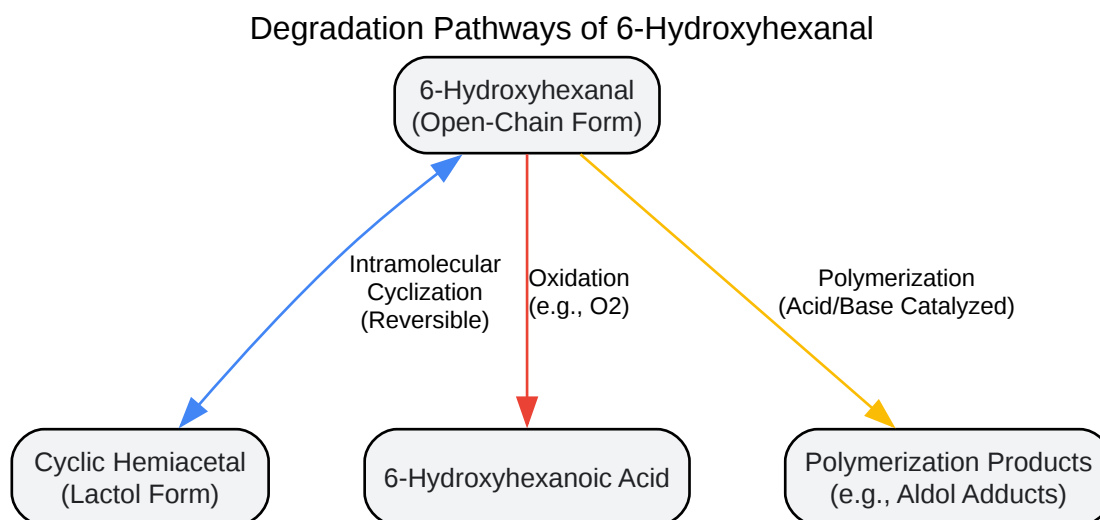 Degradation Pathways of 6-Hydroxyhexanal
6-Hydroxyhexanal
(Open-Chain Form)
Intramolecular
Cyclization
(Reversible)
Oxidation
(e.g., O2)
Polymerization
(Acid/Base Catalyzed)
Cyclic Hemiacetal
(Lactol Form)
6-Hydroxyhexanoic Acid
Polymerization Products
(e.g., Aldol Adducts)